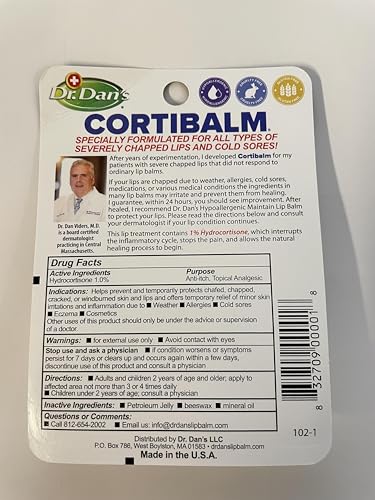 Dr. Dan's
HYPOALLERGENIC
HYPOALLERGENIC
CRUELTY FREE
CRUELTY FREE
GLUTEN FREE
GLUTEN FREE
CORTIBALM
SPECIALLY FORMULATED FOR ALL TYPES OF
SEVERELY CHAPPED LIPS AND COLD SORES!
After years of experimentation, I developed Cortibalm for my
patients with severe chapped lips that did not respond to
ordinary lip balms.
If your lips are chapped due to weather, allergies, cold sores,
medications, or various medical conditions the ingredients in
many lip balms may irritate and prevent them from healing.
I guarantee, within 24 hours, you should see improvement. After
healed, I recommend Dr. Dan's Hypoallergenic Maintain Lip Balm
to protect your lips. Please read the directions below and consult
your dermatologist if your lip condition continues.
This lip treatment contains 1% Hydrocortisone, which interrupts
the inflammatory cycle, stops the pain, and allows the natural
healing process to begin.
Dr. Dan Viders, M.D.
is a board certified
dermatologist
practicing in Central
Massachusetts.
Drug Facts
Active Ingredients Purpose
Hydrocortisone 1.0% Anti-Itch, Topical Analgesic
Indications: Helps prevent and temporarily protects chafed, chapped,
cracked, or windburned skin and lips and offers temporary relief of minor skin
irritations and inflammation due to ■ Weather ■ Allergies ■ Cold sores
■ Eczema ■ Cosmetics
Other uses of this product should only be under the advice or supervision
of a doctor.
Warnings: ■ for external use only ■ Avoid contact with eyes
Stop use and ask a physician ■ If condition worsens or symptoms
persist for 7 days or clears up and occurs again within a few days,
discontinue use of this product and consult a physician
Directions: ■ Adults and children 2 years of age and older; apply to
affected area not more than 3 or 4 times daily
■ Children under 2 years of age; consult a physician
Inactive Ingredients: ■ Petroleum Jelly ■ beeswax ■ mineral oil
Questions or Comments:
■ Call 812-654-2002 ■ Email us: info@drdanslipbalm.com
Distributed by Dr. Dan's LLC
P.O. Box 786, West Boylston, MA 01583 • drdanslipbalm.com
Made in the U.S.A.
8 32709 00001 8
102-1